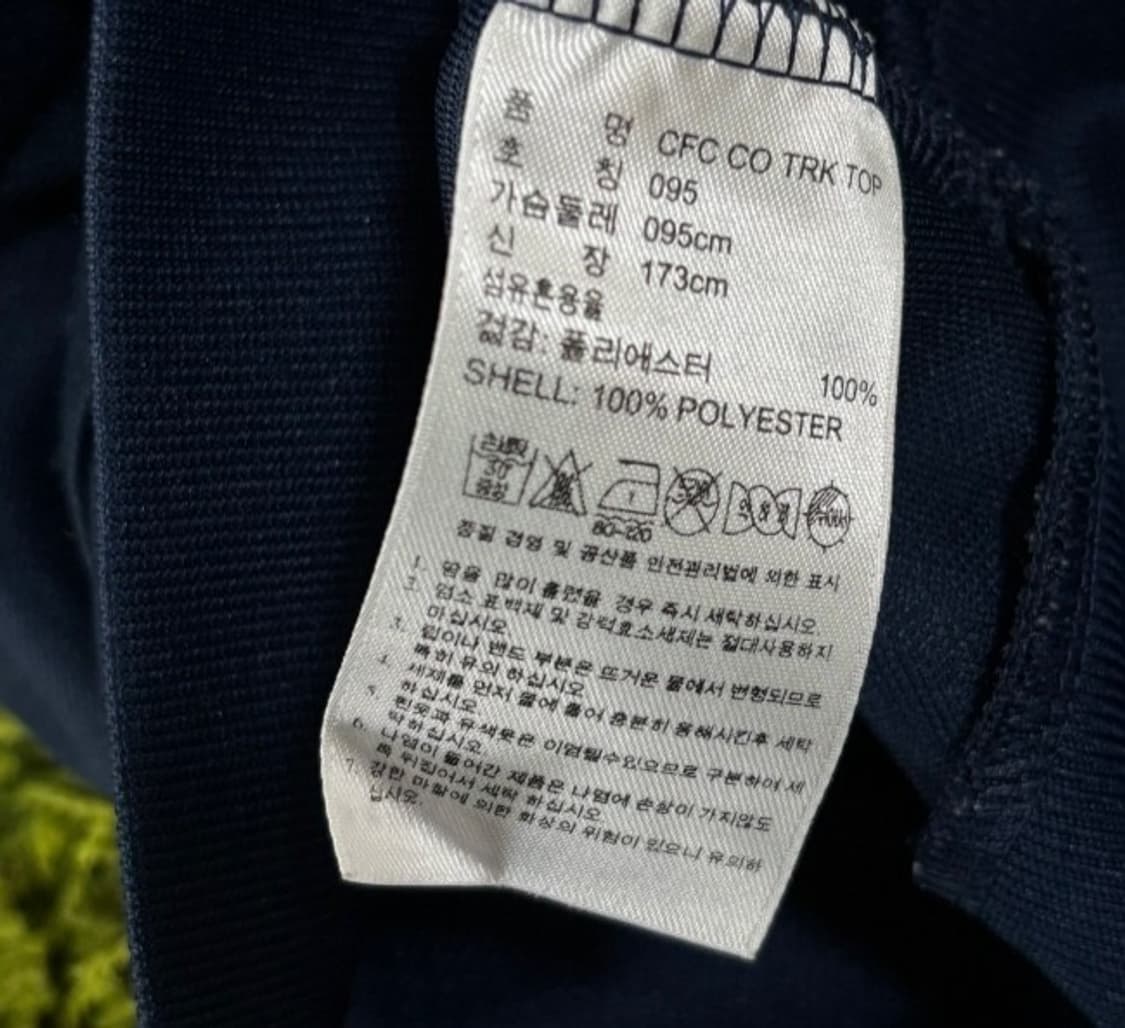 품 명 CFC CO TRK TOP
호 칭 095
가슴둘레 095cm
신 장 173cm
섬유혼용율
겉감: 폴리에스터 100%
SHELL: 100% POLYESTER
손세탁
30°
중성
80~120
품질 경영 및 공산품 안전관리법에 의한 표시
1. 땀을 많이 흘렸을 경우 즉시 세탁하십시오
2. 염소 표백제 및 강력효소세제는 절대사용하지
마십시오
3. 립이나 밴드 부분은 뜨거운 물에서 변형되므로
특히 유의 하십시오
4. 세제를 먼저 물에 풀어 충분히 용해시킨후 세탁
하십시오
5. 흰옷과 유색옷은 이염될수있으므로 구분하여 세
탁하십시오
6. 나염이 들어간 제품은 나염에 손상이 가지않도
록 뒤집어서 세탁 하십시오
7. 강한 마찰에 의한 화상의 위험이 있으니 유의하
십시오.